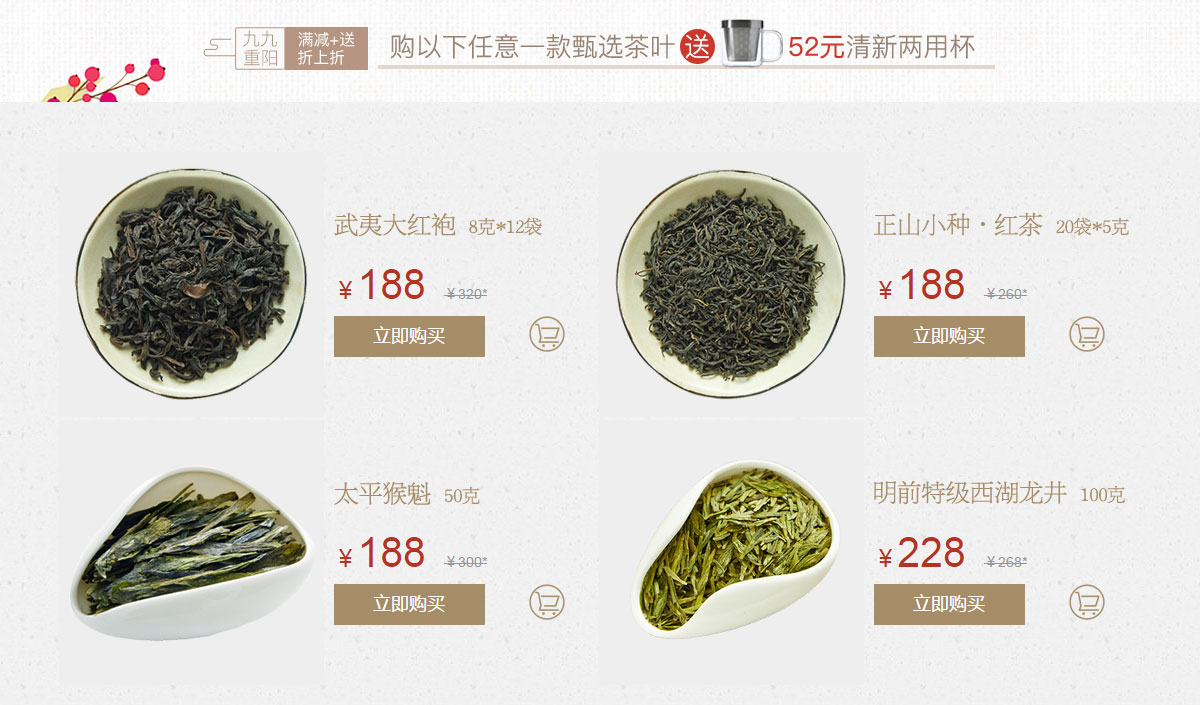 九九
重阳
满减+送
折上折
购以下任意一款甄选茶叶 送 52元清新两用杯
武夷大红袍 8克*12袋
¥188 ¥320*
立即购买
正山小种·红茶 20袋*5克
¥188 ¥260*
立即购买
太平猴魁 50克
¥188 ¥300*
立即购买
明前特级西湖龙井 100克
¥228 ¥268*
立即购买